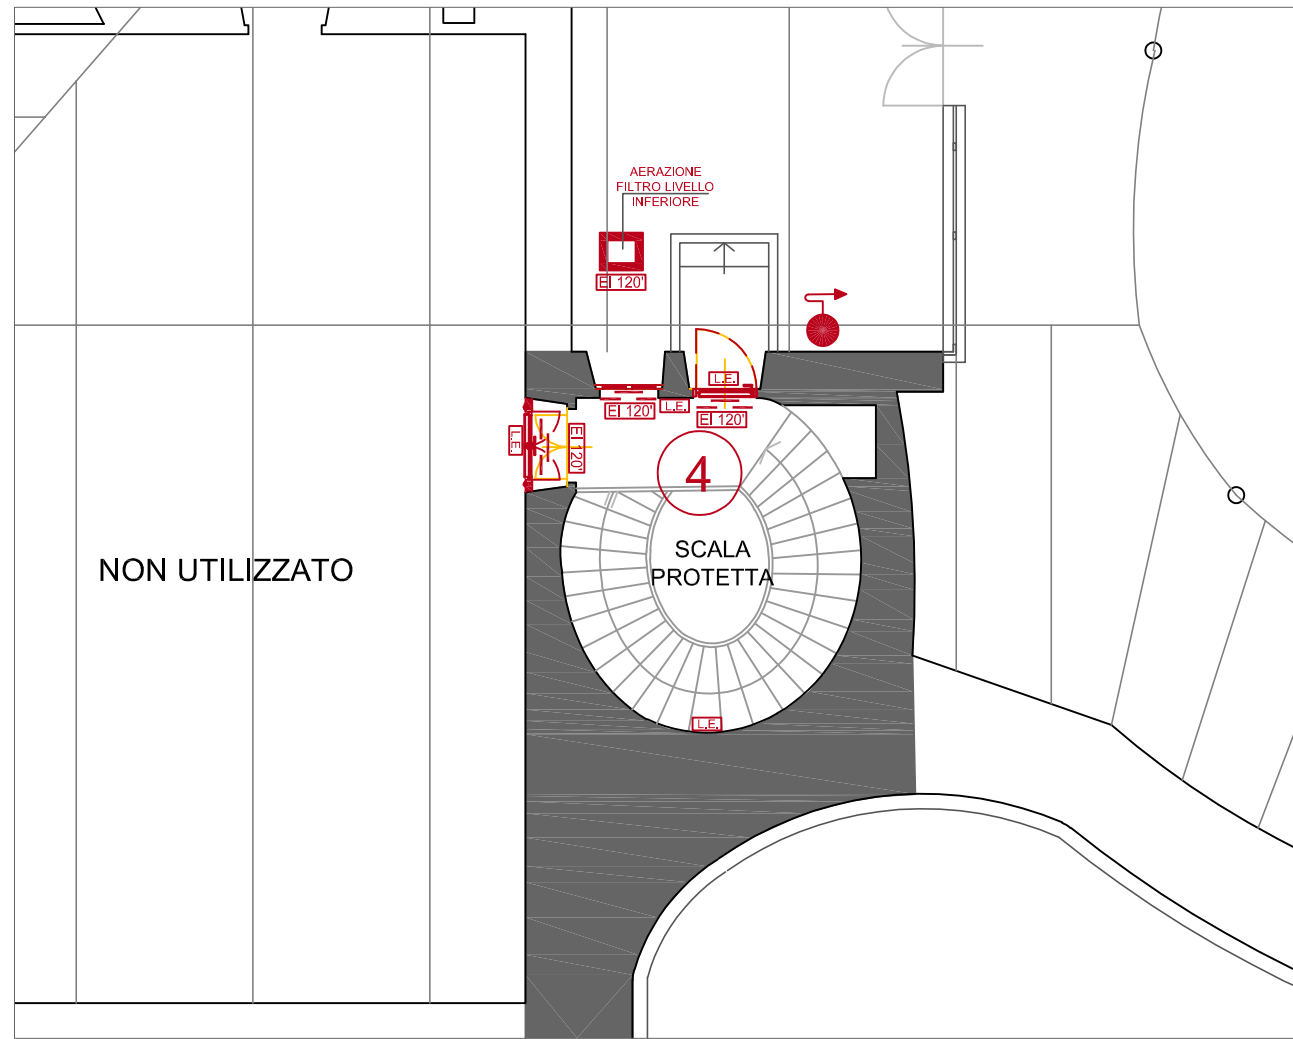 AERAZIONE
FILTRO LIVELLO
INFERIORE
EI 120'
L.E.
L.E.
EI 120'
EI 120'
L.E.
EI 120'
4
SCALA
PROTETTA
NON UTILIZZATO
L.E.